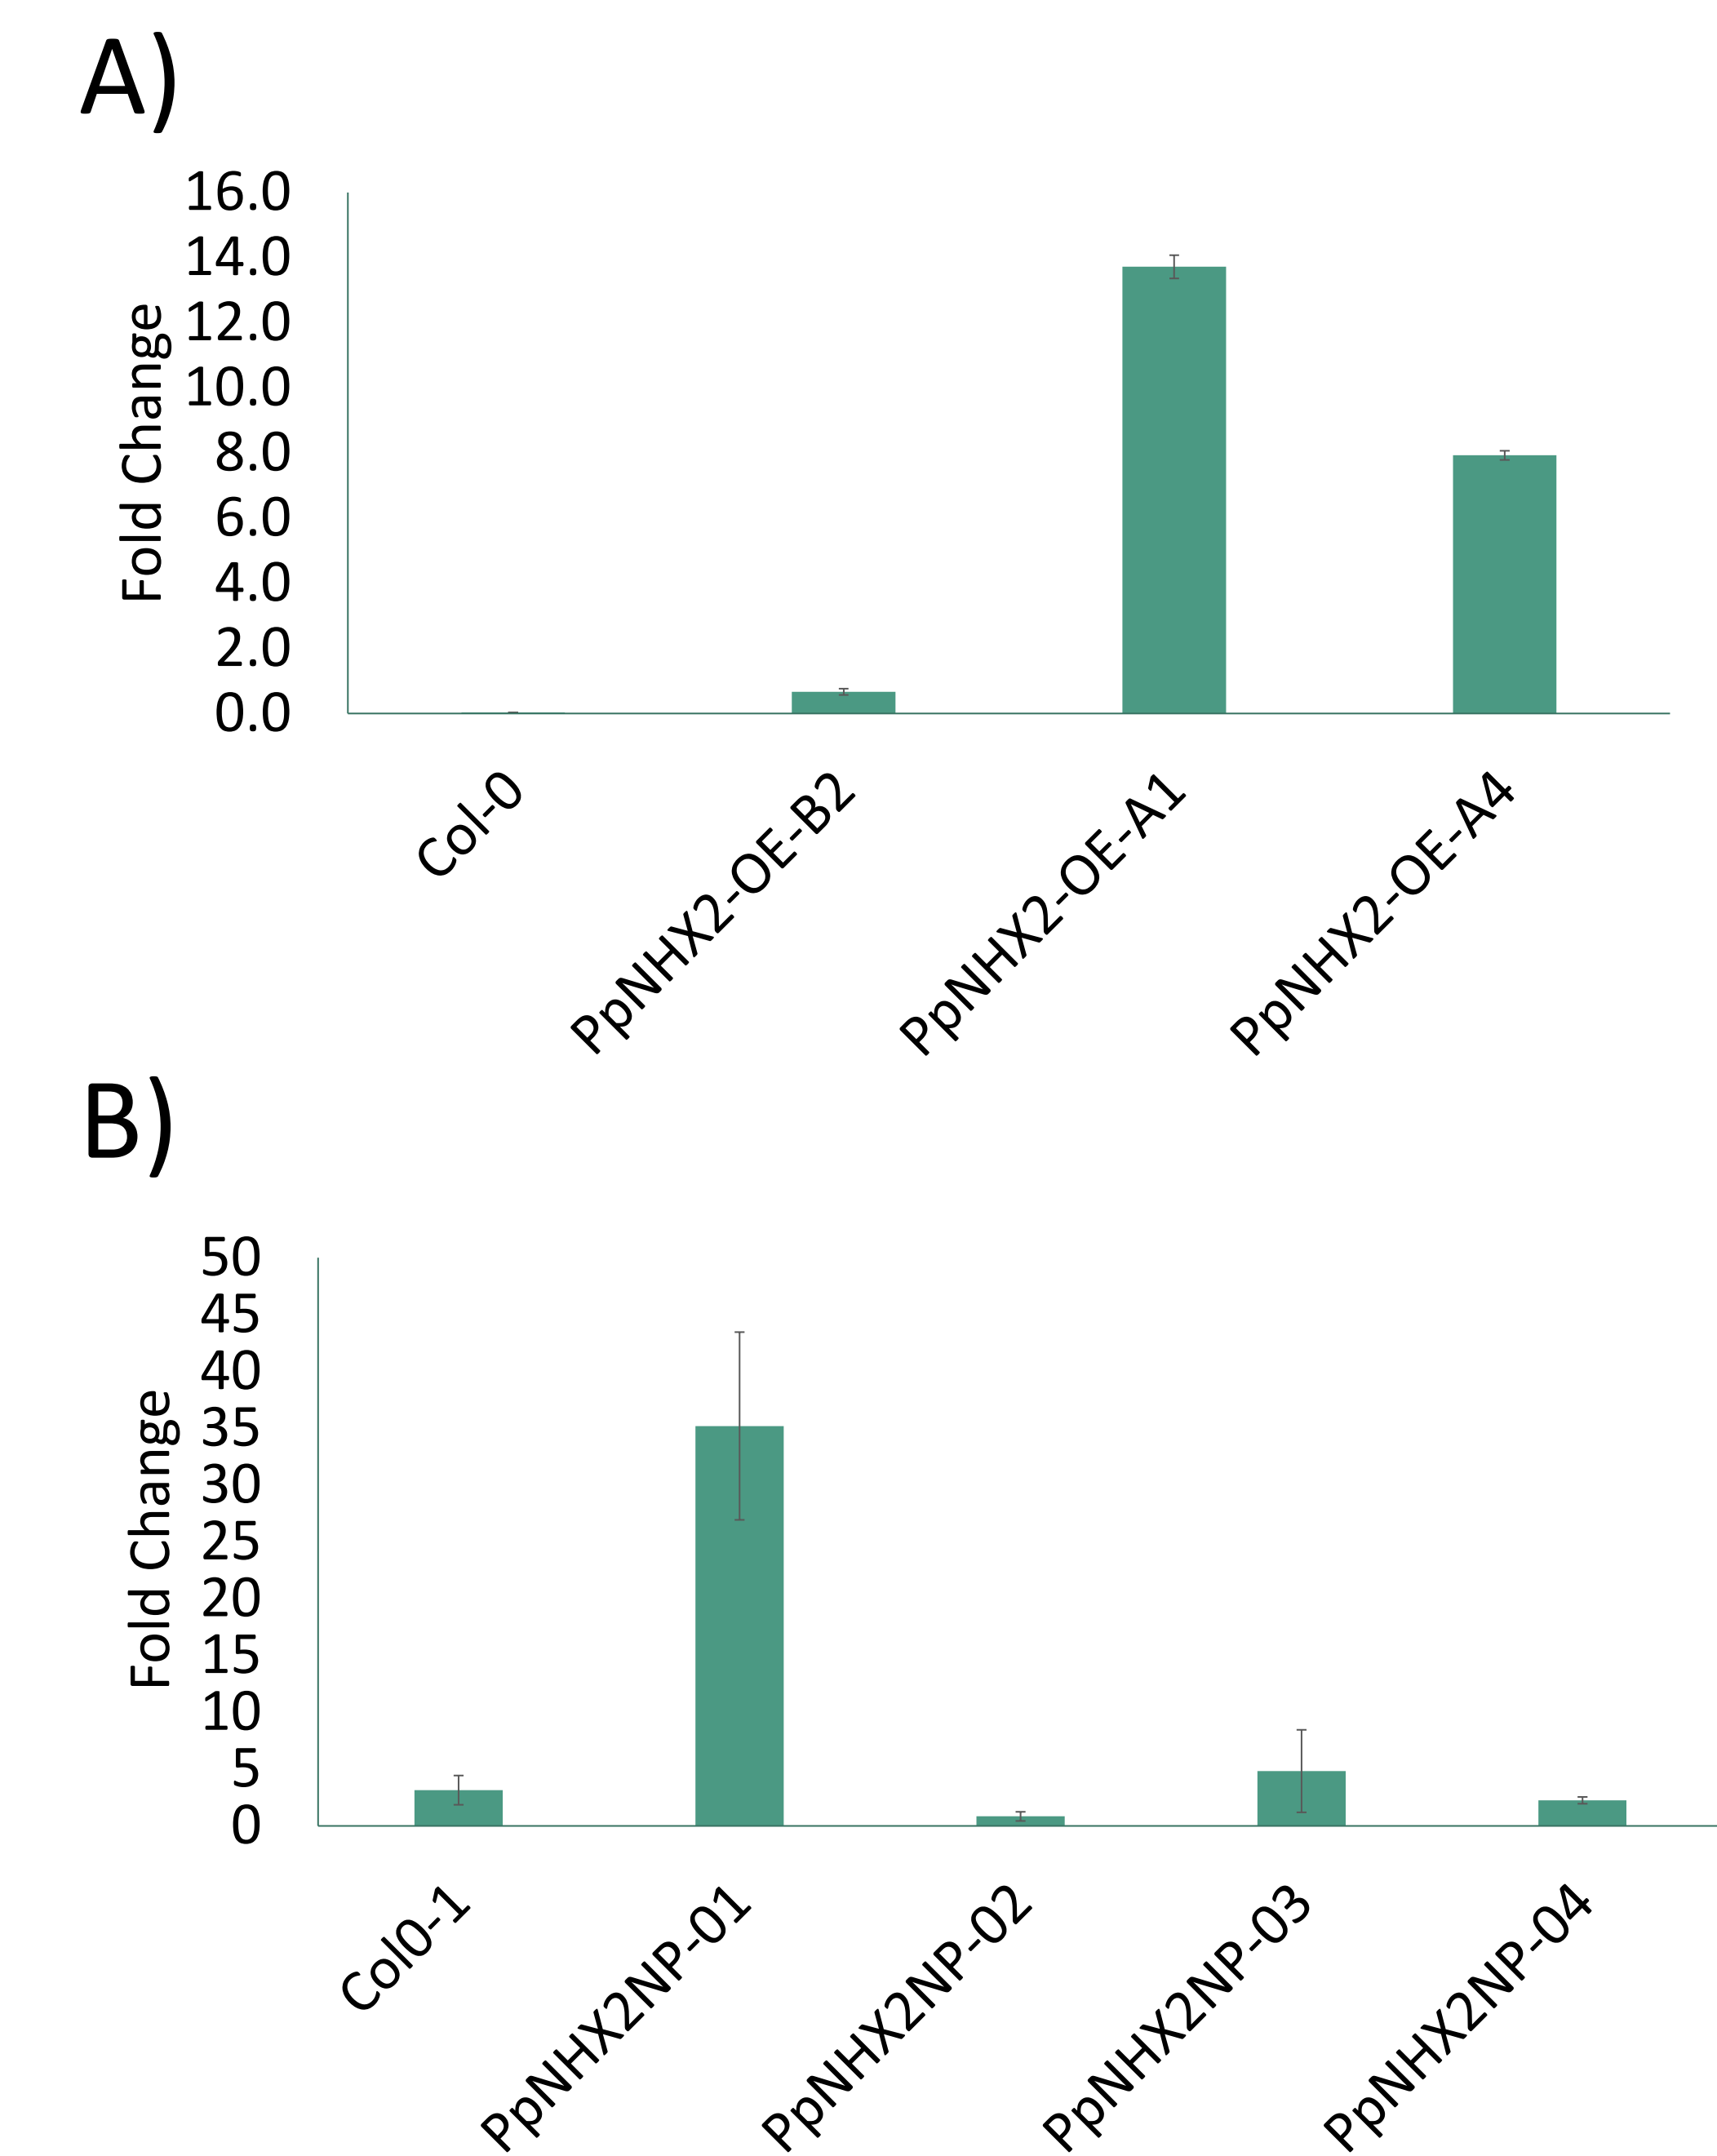 A)
16.0
14.0
12.0
10.0
8.0
6.0
4.0
2.0
0.0
Fold Change
Col-0
PpNHX2-OE-B2
PpNHX2-OE-A1
PpNHX2-OE-A4
B)
50
45
40
35
30
25
20
15
10
5
0
Fold Change
Col0-1
PpNHX2NP-01
PpNHX2NP-02
PpNHX2NP-03
PpNHX2NP-04